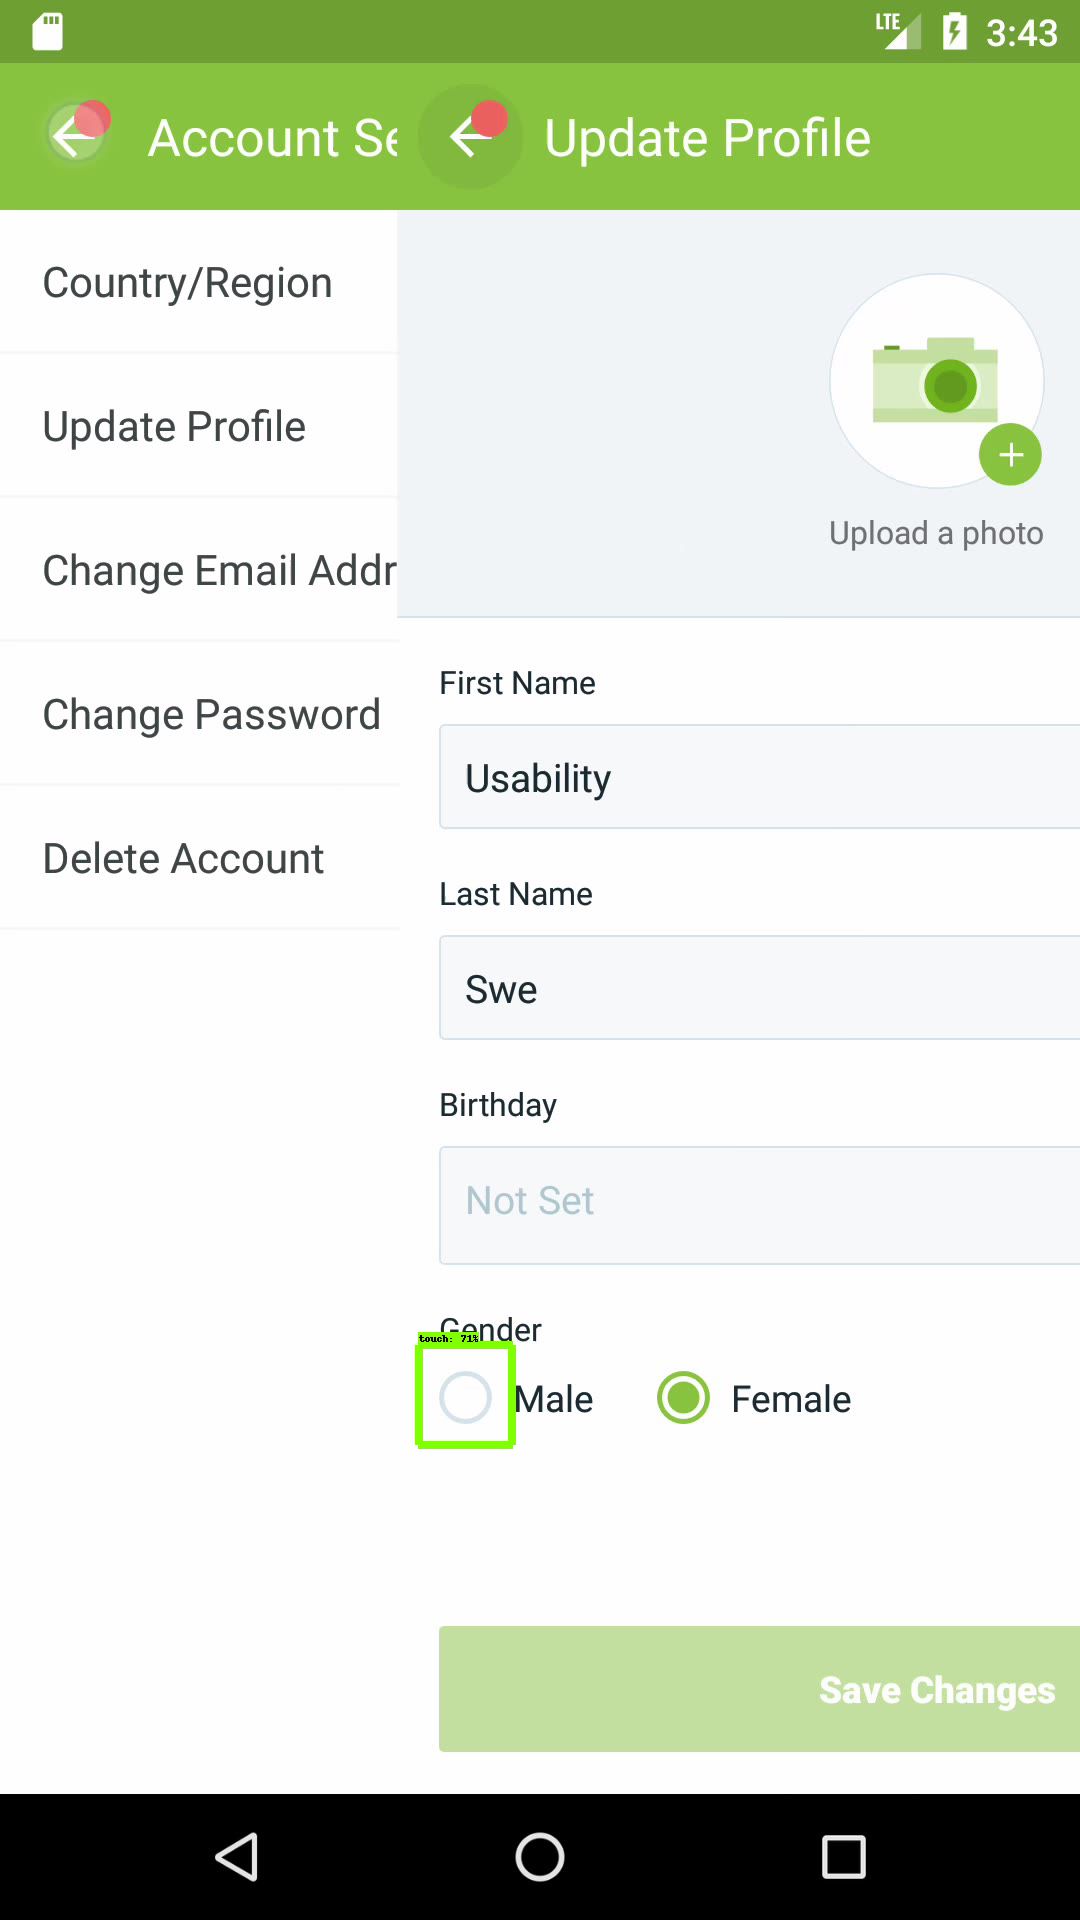 LTE 3:43
Account Se
Update Profile
Country/Region
Update Profile
Change Email Addr
Change Password
Delete Account
Upload a photo
First Name
Usability
Last Name
Swe
Birthday
Not Set
Gender
touch: 71%
Male
Female
Save Changes